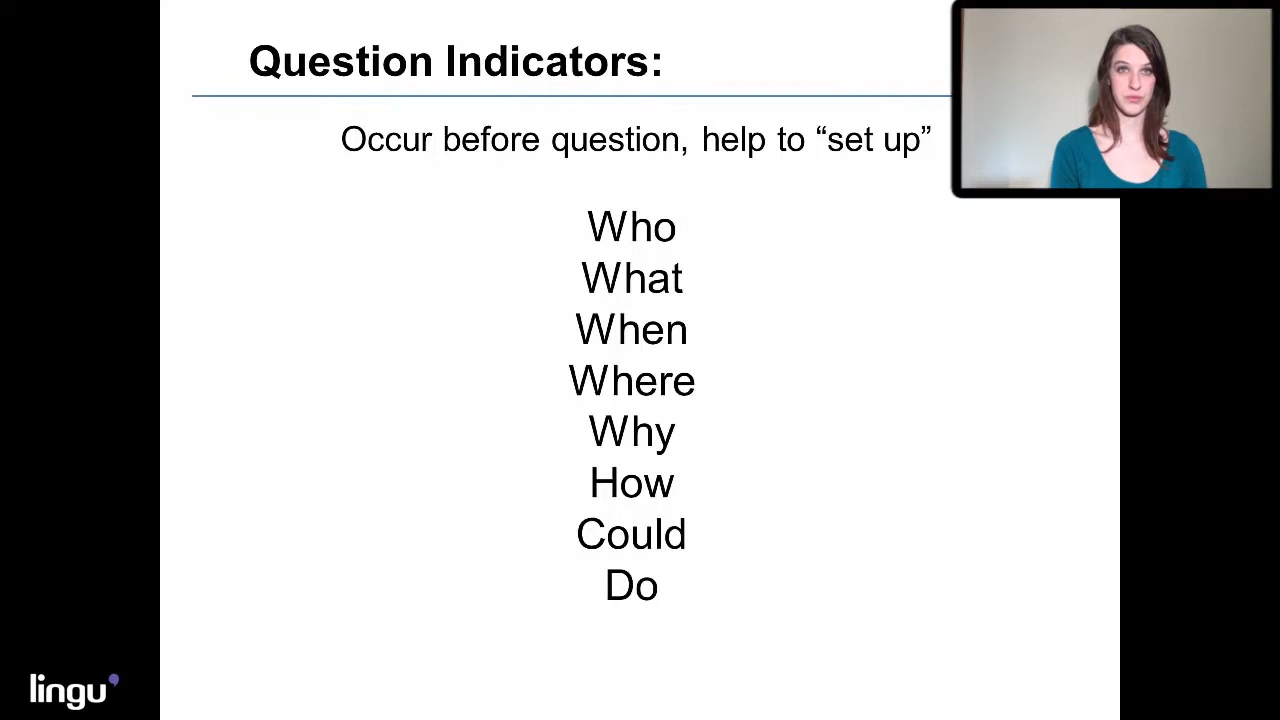 Question Indicators:
Occur before question, help to “set up”
Who
What
When
Where
Why
How
Could
Do
lingu